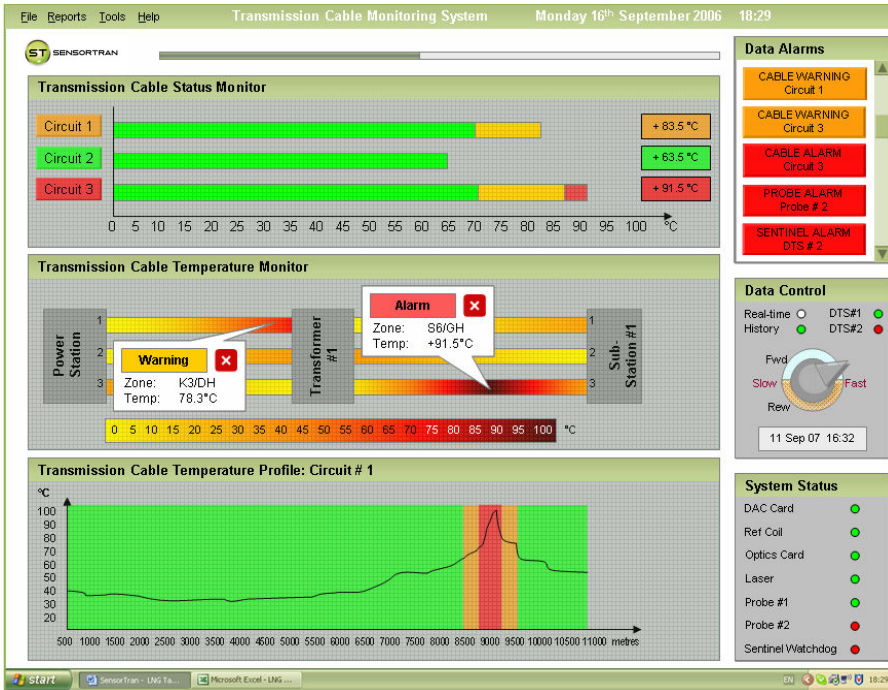 File Reports Tools Help
Transmission Cable Monitoring System
Monday 16th September 2006 18:29
ST SENSORTRAN
Transmission Cable Status Monitor
Circuit 1
+ 83.5 °C
Circuit 2
+ 63.5 °C
Circuit 3
+ 91.5 °C
0 5 10 15 20 25 30 35 40 45 50 55 60 65 70 75 80 85 90 95 100 °C
Transmission Cable Temperature Monitor
Power Station
1
2
3
Warning
Zone: K3/DH
Temp: 78.3°C
Transformer #1
Alarm
Zone: S6/GH
Temp: +91.5°C
1
2
3
Sub-Station #1
0 5 10 15 20 25 30 35 40 45 50 55 60 65 70 75 80 85 90 95 100 °C
Transmission Cable Temperature Profile: Circuit # 1
°C
100
90
80
70
60
50
40
30
20
500 1000 1500 2000 2500 3000 3500 4000 4500 5000 5500 6000 6500 7000 7500 8000 8500 9000 9500 10000 10500 11000 metres
Data Alarms
CABLE WARNING
Circuit 1
CABLE WARNING
Circuit 3
CABLE ALARM
Circuit 3
PROBE ALARM
Probe # 2
SENTINEL ALARM
DTS # 2
Data Control
Real-time DTS#1
History DTS#2
Fwd
Slow Fast
Rew
11 Sep 07 16:32
System Status
DAC Card
Ref Coil
Optics Card
Laser
Probe #1
Probe #2
Sentinel Watchdog
start
SensorTran - LNG Ta...
Microsoft Excel - LNG ...
EN
18:29